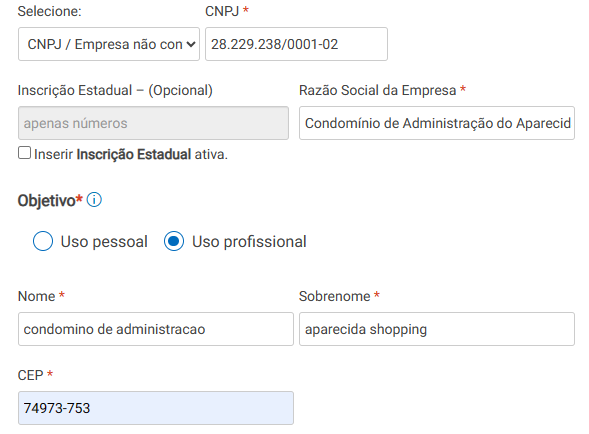 Selecione: CNPJ *
CNPJ / Empresa não con 28.229.238/0001-02
Inscrição Estadual – (Opcional) Razão Social da Empresa *
apenas números Condomínio de Administração do Aparecid
Inserir Inscrição Estadual ativa.
Objetivo* i
Uso pessoal Uso profissional
Nome * Sobrenome *
condomino de administracao aparecida shopping
CEP *
74973-753